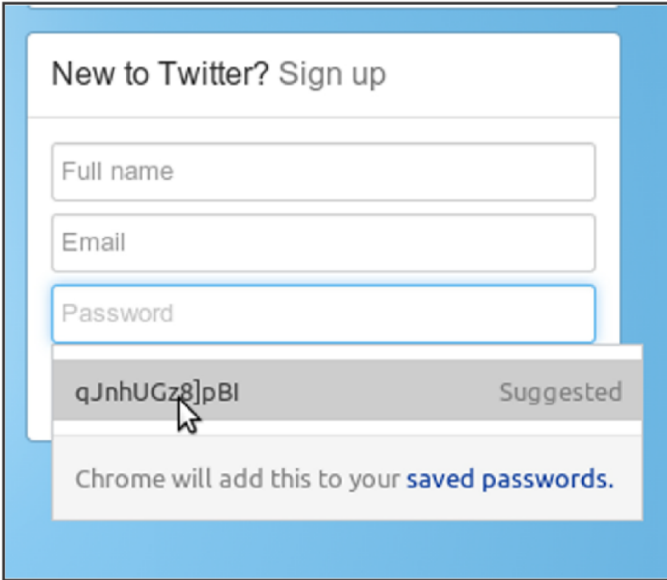 New to Twitter? Sign up
Full name
Email
Password
qJnhUGz8]pBI Suggested
Chrome will add this to your saved passwords.